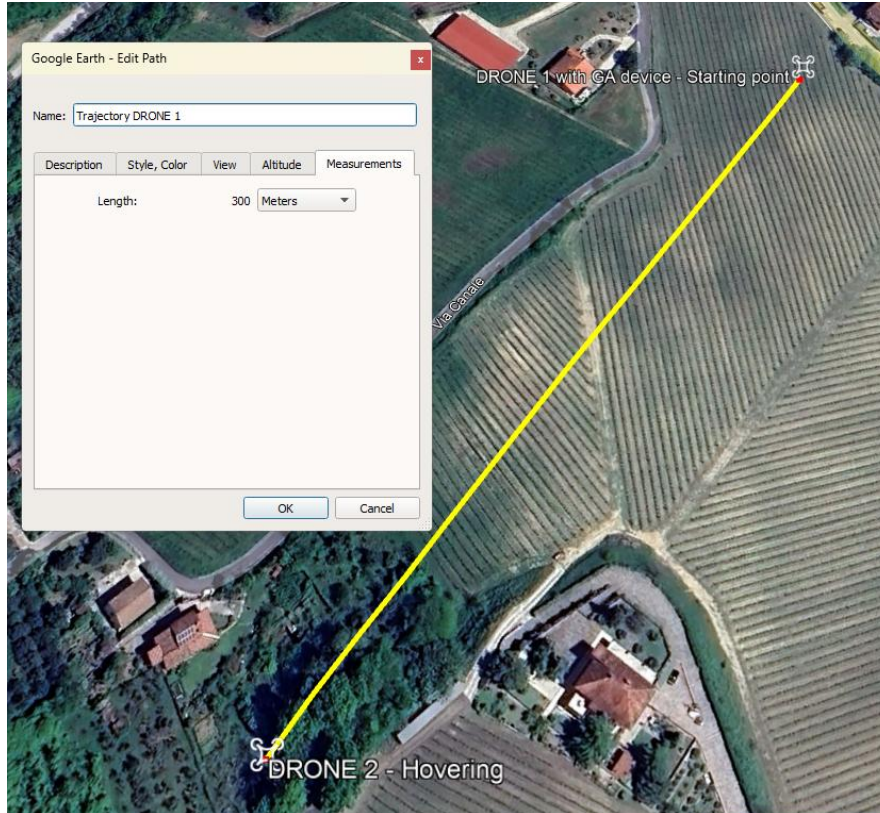 Google Earth - Edit Path
x
Name: Trajectory DRONE 1
Description Style, Color View Altitude Measurements
Length: 300 Meters
OK Cancel
DRONE 1 with GA device - Starting point
Via Canale
DRONE 2 - Hovering